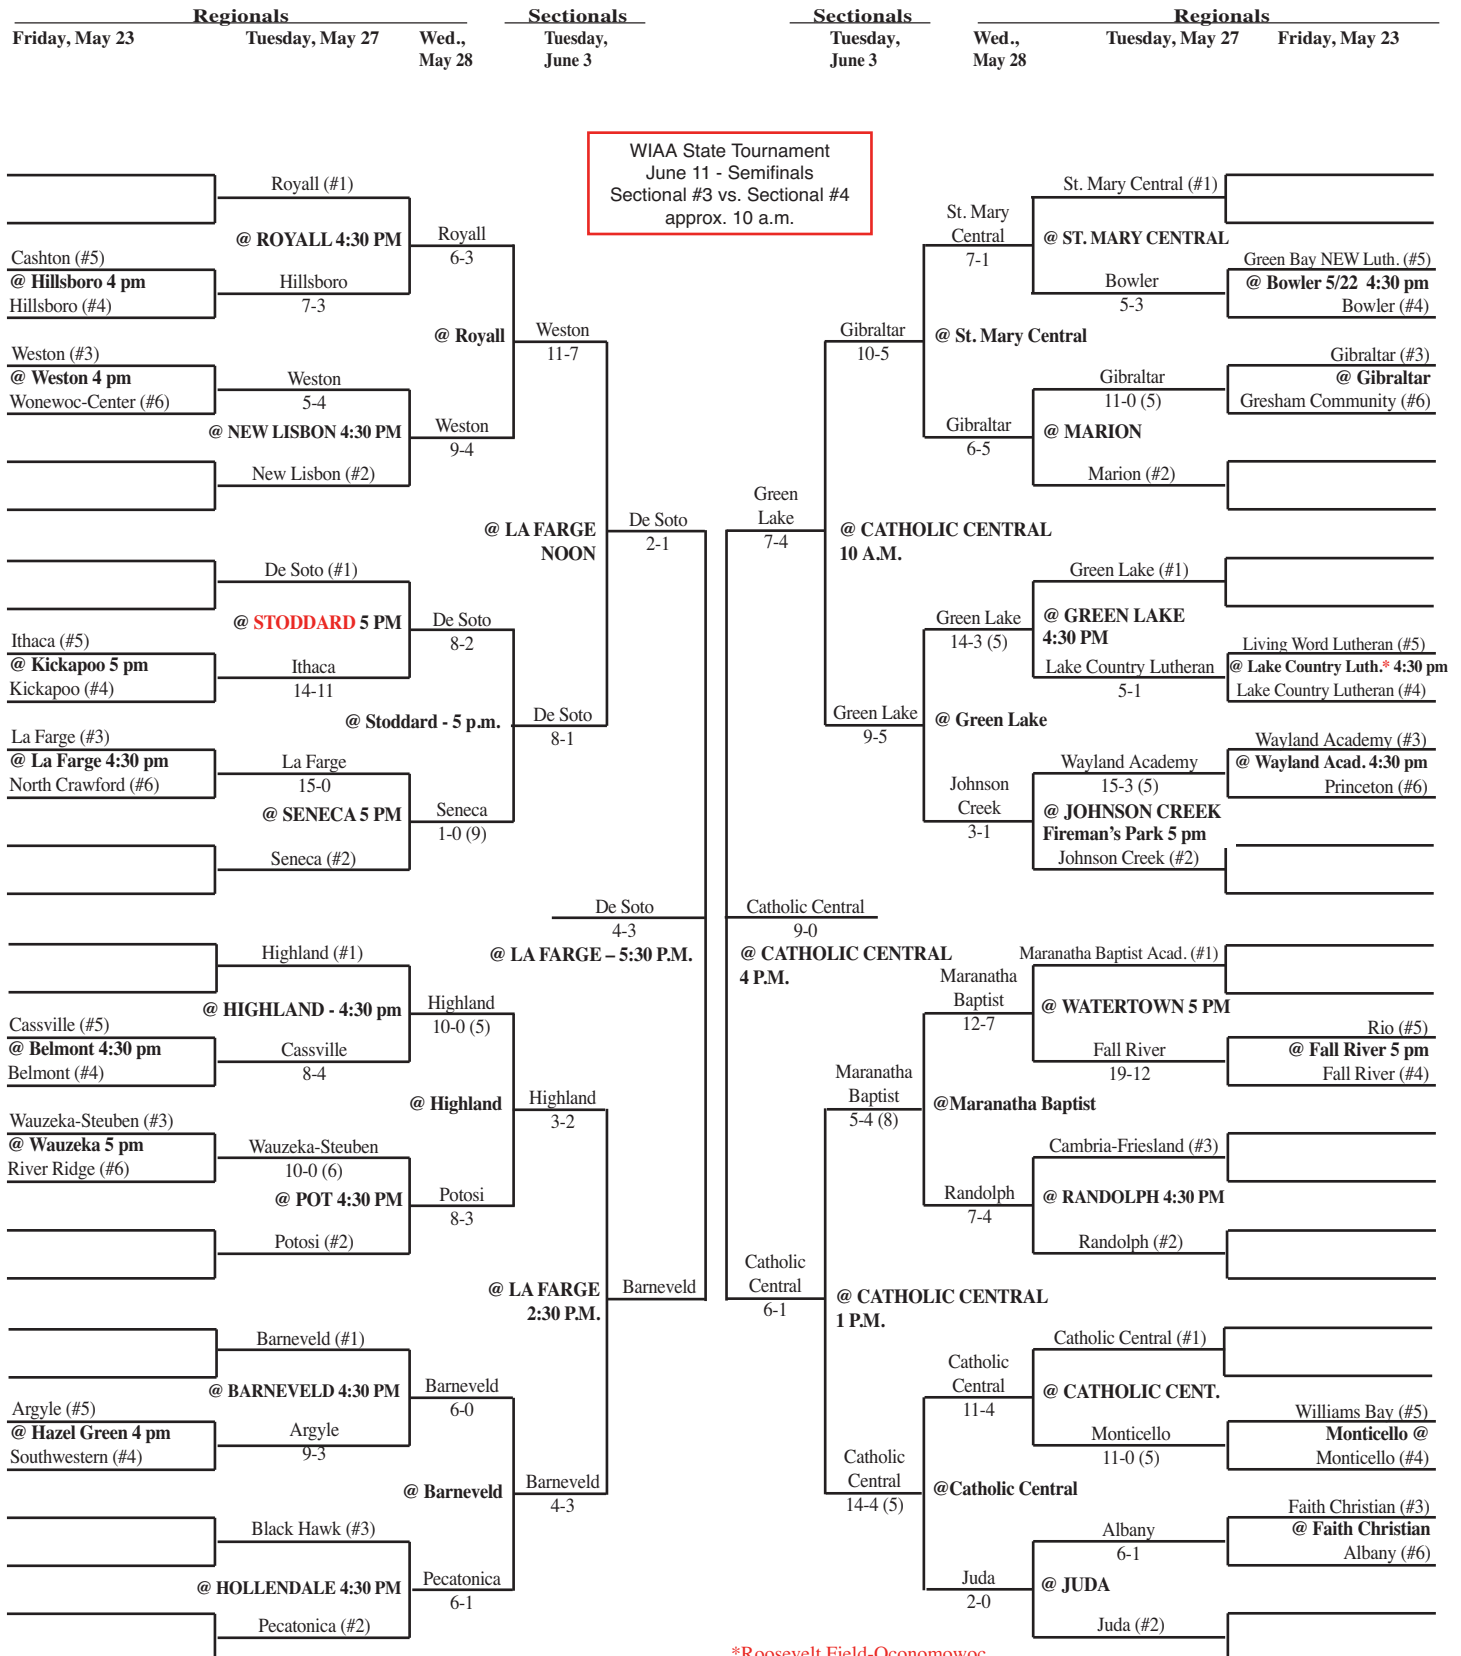 Regionals
Sectionals
Sectionals
Regionals
Friday, May 23
Tuesday, May 27
Wed.,
May 28
Tuesday,
June 3
Tuesday,
June 3
Wed.,
May 28
Tuesday, May 27
Friday, May 23
WIAA State Tournament
June 11 - Semifinals
Sectional #3 vs. Sectional #4
approx. 10 a.m.
Royall (#1)
@ ROYALL 4:30 PM
Royall
6-3
Cashton (#5)
@ Hillsboro 4 pm
Hillsboro (#4)
Hillsboro
7-3
@ Royall
Weston
11-7
Weston (#3)
@ Weston 4 pm
Wonewoc-Center (#6)
Weston
5-4
@ NEW LISBON 4:30 PM
Weston
9-4
New Lisbon (#2)
@ LA FARGE
NOON
De Soto
2-1
De Soto (#1)
@ STODDARD 5 PM
De Soto
8-2
Ithaca (#5)
@ Kickapoo 5 pm
Kickapoo (#4)
Ithaca
14-11
@ Stoddard - 5 p.m.
De Soto
8-1
La Farge (#3)
@ La Farge 4:30 pm
North Crawford (#6)
La Farge
15-0
@ SENECA 5 PM
Seneca
1-0 (9)
Seneca (#2)
De Soto
4-3
@ LA FARGE – 5:30 P.M.
Highland (#1)
@ HIGHLAND - 4:30 pm
Highland
10-0 (5)
Cassville (#5)
@ Belmont 4:30 pm
Belmont (#4)
Cassville
8-4
@ Highland
Highland
3-2
Wauzeka-Steuben (#3)
@ Wauzeka 5 pm
River Ridge (#6)
Wauzeka-Steuben
10-0 (6)
@ POT 4:30 PM
Potosi
8-3
Potosi (#2)
@ LA FARGE
2:30 P.M.
Barneveld
Barneveld (#1)
@ BARNEVELD 4:30 PM
Barneveld
6-0
Argyle (#5)
@ Hazel Green 4 pm
Southwestern (#4)
Argyle
9-3
@ Barneveld
Barneveld
4-3
Black Hawk (#3)
@ HOLLENDALE 4:30 PM
Pecatonica
6-1
Pecatonica (#2)
St. Mary Central (#1)
St. Mary
Central
7-1
@ ST. MARY CENTRAL
Green Bay NEW Luth. (#5)
@ Bowler 5/22 4:30 pm
Bowler (#4)
Bowler
5-3
Gibraltar
10-5
@ St. Mary Central
Gibraltar (#3)
@ Gibraltar
Gresham Community (#6)
Gibraltar
11-0 (5)
Gibraltar
6-5
@ MARION
Marion (#2)
Green
Lake
7-4
@ CATHOLIC CENTRAL
10 A.M.
Green Lake (#1)
Green Lake
14-3 (5)
@ GREEN LAKE
4:30 PM
Living Word Lutheran (#5)
@ Lake Country Luth.* 4:30 pm
Lake Country Lutheran (#4)
Lake Country Lutheran
5-1
Green Lake
9-5
@ Green Lake
Wayland Academy (#3)
@ Wayland Acad. 4:30 pm
Princeton (#6)
Wayland Academy
15-3 (5)
Johnson
Creek
3-1
@ JOHNSON CREEK
Fireman's Park 5 pm
Johnson Creek (#2)
Catholic Central
9-0
@ CATHOLIC CENTRAL
4 P.M.
Maranatha Baptist Acad. (#1)
Maranatha
Baptist
12-7
@ WATERTOWN 5 PM
Rio (#5)
@ Fall River 5 pm
Fall River (#4)
Fall River
19-12
Maranatha
Baptist
5-4 (8)
@Maranatha Baptist
Cambria-Friesland (#3)
Randolph
7-4
@ RANDOLPH 4:30 PM
Randolph (#2)
Catholic
Central
6-1
@ CATHOLIC CENTRAL
1 P.M.
Catholic Central (#1)
Catholic
Central
11-4
@ CATHOLIC CENT.
Williams Bay (#5)
Monticello @
Monticello (#4)
Monticello
11-0 (5)
Catholic
Central
14-4 (5)
@Catholic Central
Faith Christian (#3)
@ Faith Christian
Albany (#6)
Albany
6-1
Juda
2-0
@ JUDA
Juda (#2)
*Roosevelt Field-Oconomowoc